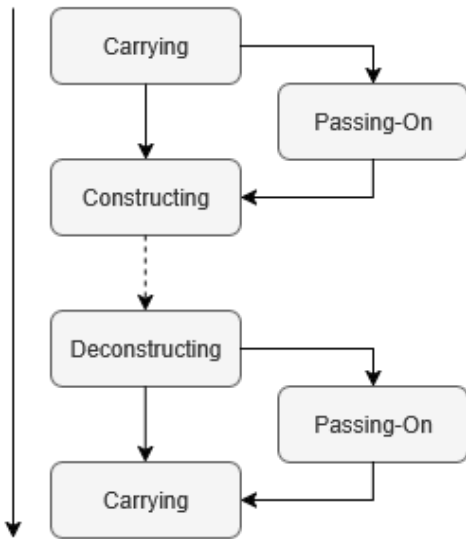 Carrying
Passing-On
Constructing
Deconstructing
Passing-On
Carrying